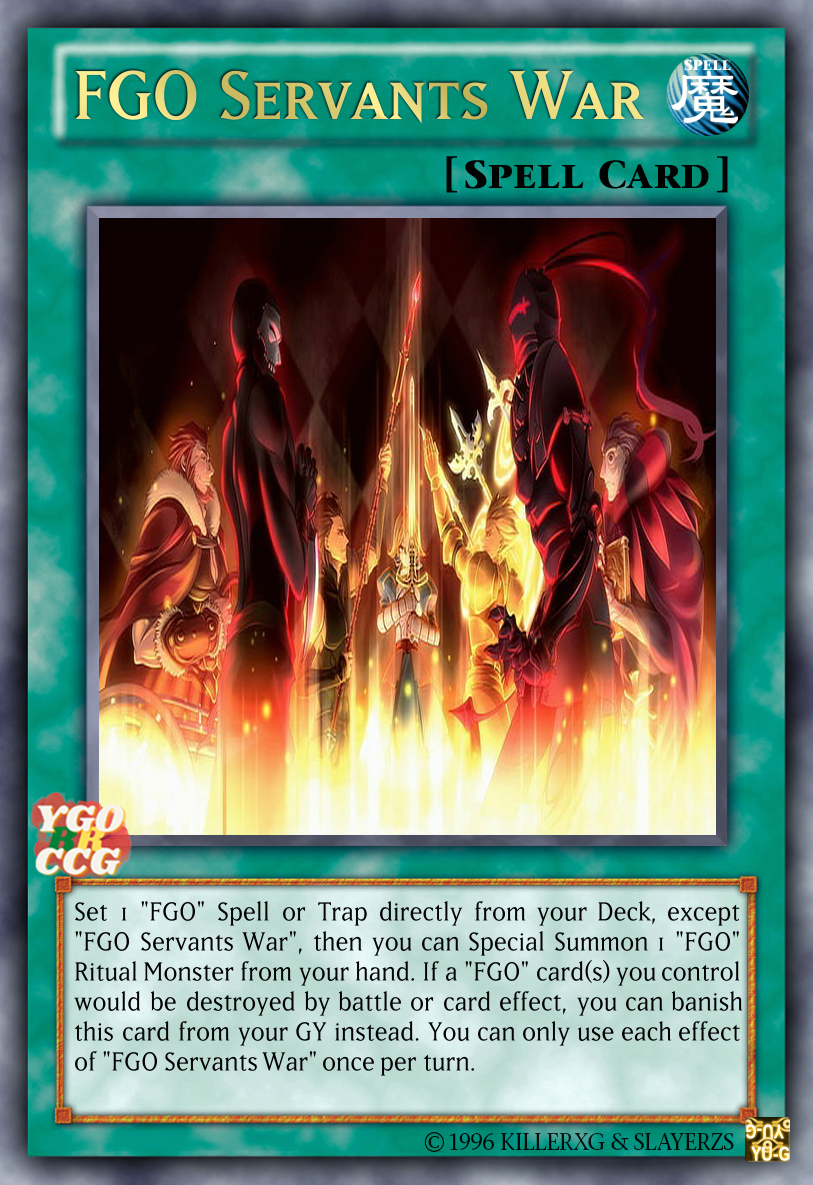 FGO Servants War
SPELL
魔
[Spell Card]
YGO
BR
CCG
Set 1 "FGO" Spell or Trap directly from your Deck, except
"FGO Servants War", then you can Special Summon 1 "FGO"
Ritual Monster from your hand. If a "FGO" card(s) you control
would be destroyed by battle or card effect, you can banish
this card from your GY instead. You can only use each effect
of "FGO Servants War" once per turn.
© 1996 KILLERXG & SLAYERZS